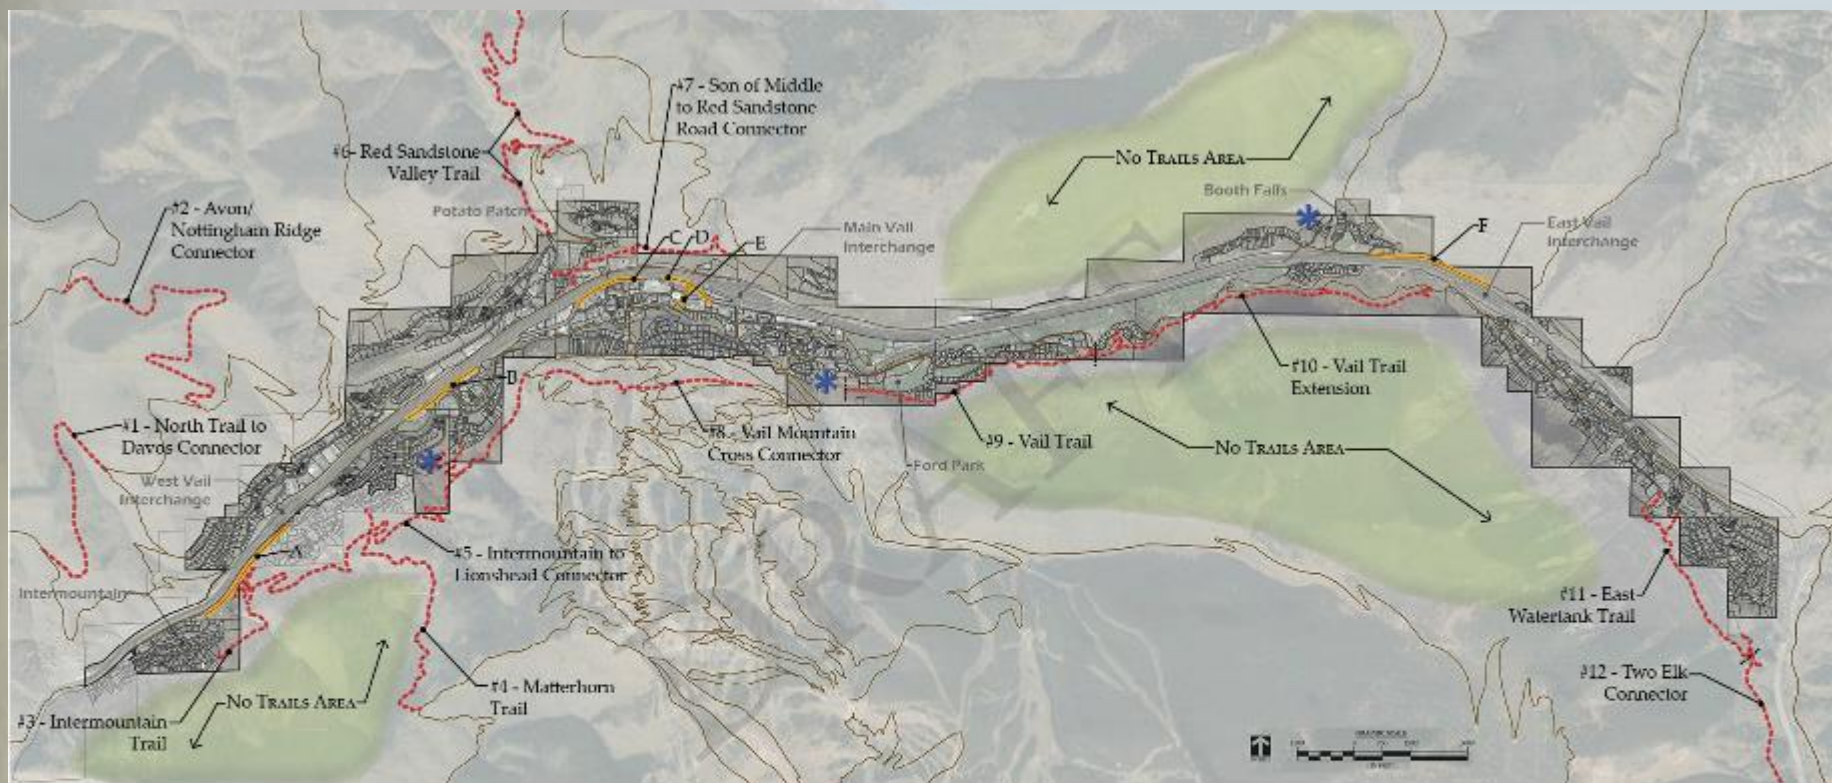 #7 - Son of Middle
to Red Sandstone
Road Connector
#6 - Red Sandstone
Valley Trail
No Trails Area
Booth Falls
#2 - Avon/
Nottingham Ridge
Connector
Potato Patch
C
D
E
Main Vail
Interchange
F
East Vail
Interchange
#10 - Vail Trail
Extension
B
#1 - North Trail to
Davos Connector
#8 - Vail Mountain
Cross Connector
#9 - Vail Trail
No Trails Area
Ford Park
West Vail
Interchange
A
#5 - Intermountain to
Lionshead Connector
Intermountain
#11 - East
Watertank Trail
#12 - Two Elk
Connector
#4 - Matterhorn
Trail
No Trails Area
#3 - Intermountain
Trail
DRAFT
GRAPHIC SCALE